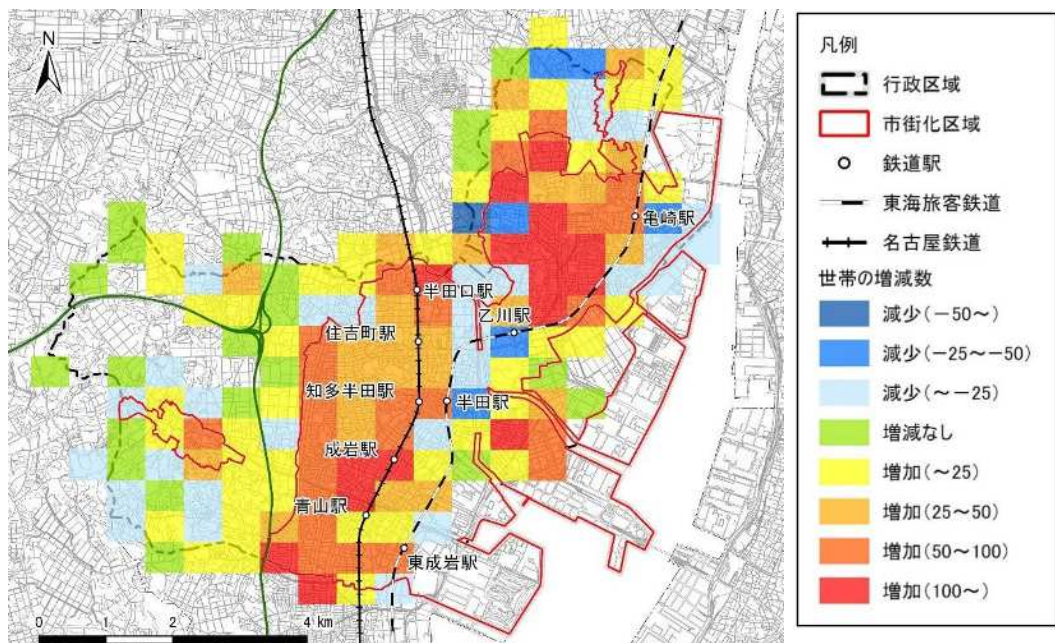 N
亀崎駅
半田口駅
乙川駅
住吉町駅
知多半田駅
半田駅
成岩駅
青山駅
東成岩駅
0 1 2 4 km
凡例
行政区域
市街化区域
鉄道駅
東海旅客鉄道
名古屋鉄道
世帯の増減数
減少(-50~)
減少(-25~-50)
減少(~-25)
増減なし
増加(~25)
増加(25~50)
増加(50~100)
増加(100~)